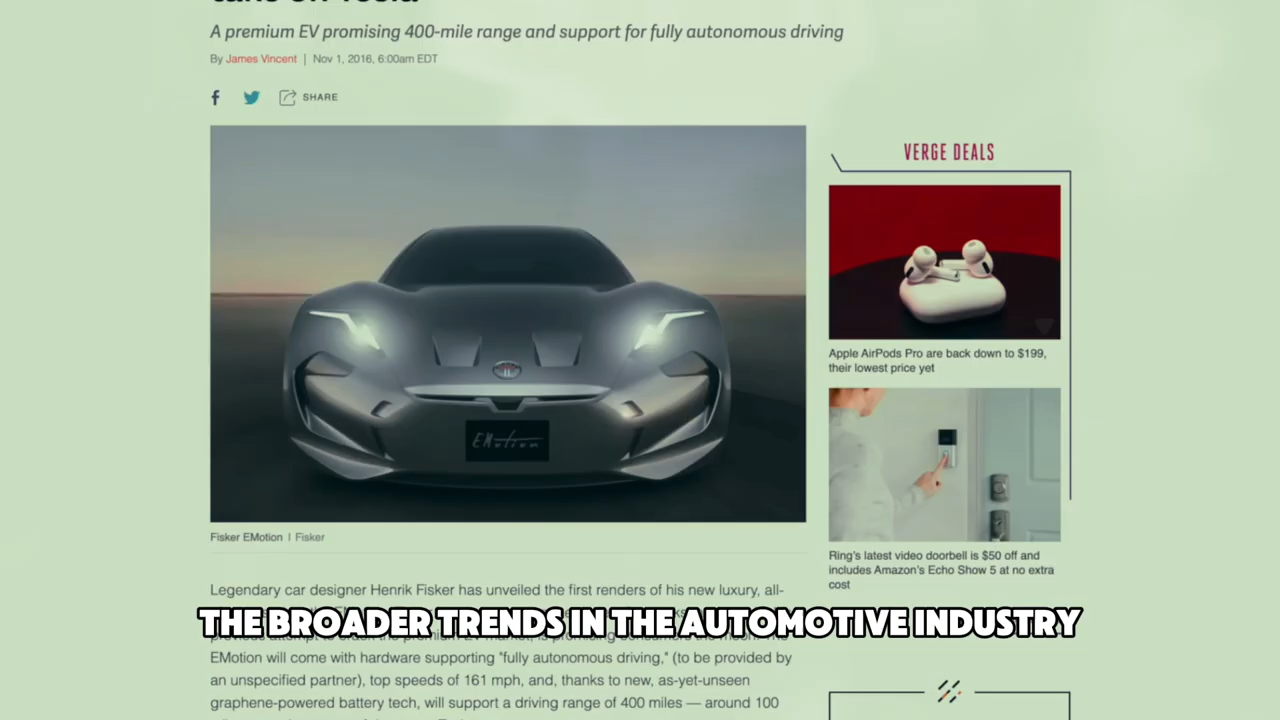 A premium EV promising 400-mile range and support for fully autonomous driving
By James Vincent | Nov 1, 2016, 6:00am EDT
SHARE
EMotion
Fisker EMotion | Fisker
VERGE DEALS
Apple AirPods Pro are back down to $199,
their lowest price yet
Ring's latest video doorbell is $50 off and
includes Amazon's Echo Show 5 at no extra
cost
Legendary car designer Henrik Fisker has unveiled the first renders of his new luxury, all-
THE BROADER TRENDS IN THE AUTOMOTIVE INDUSTRY
EMotion will come with hardware supporting "fully autonomous driving," (to be provided by
an unspecified partner), top speeds of 161 mph, and, thanks to new, as-yet-unseen
graphene-powered battery tech, will support a driving range of 400 miles — around 100